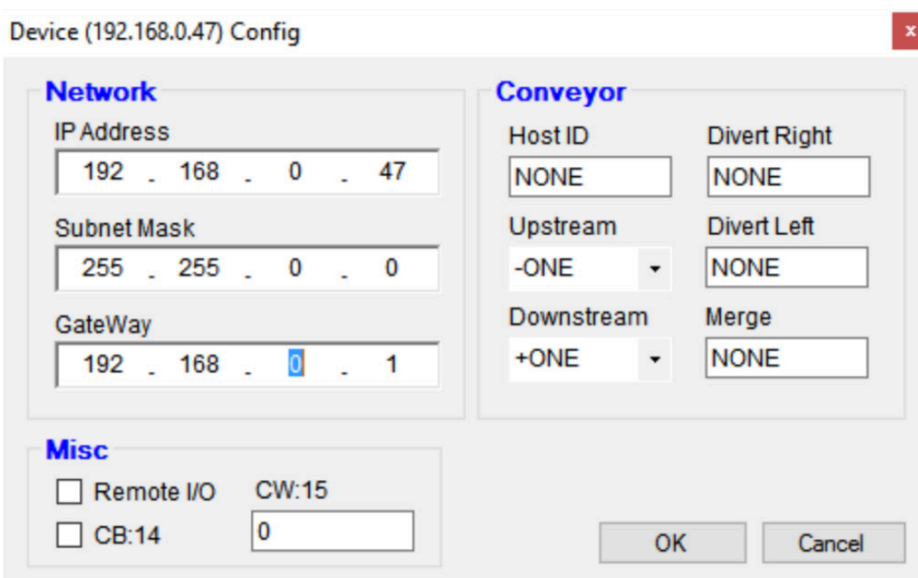 Device (192.168.0.47) Config
x
Network
IP Address
192 . 168 . 0 . 47
Subnet Mask
255 . 255 . 0 . 0
GateWay
192 . 168 . 0 . 1
Conveyor
Host ID
NONE
Divert Right
NONE
Upstream
-ONE
Divert Left
NONE
Downstream
+ONE
Merge
NONE
Misc
Remote I/O
CB:14
CW:15
0
OK
Cancel